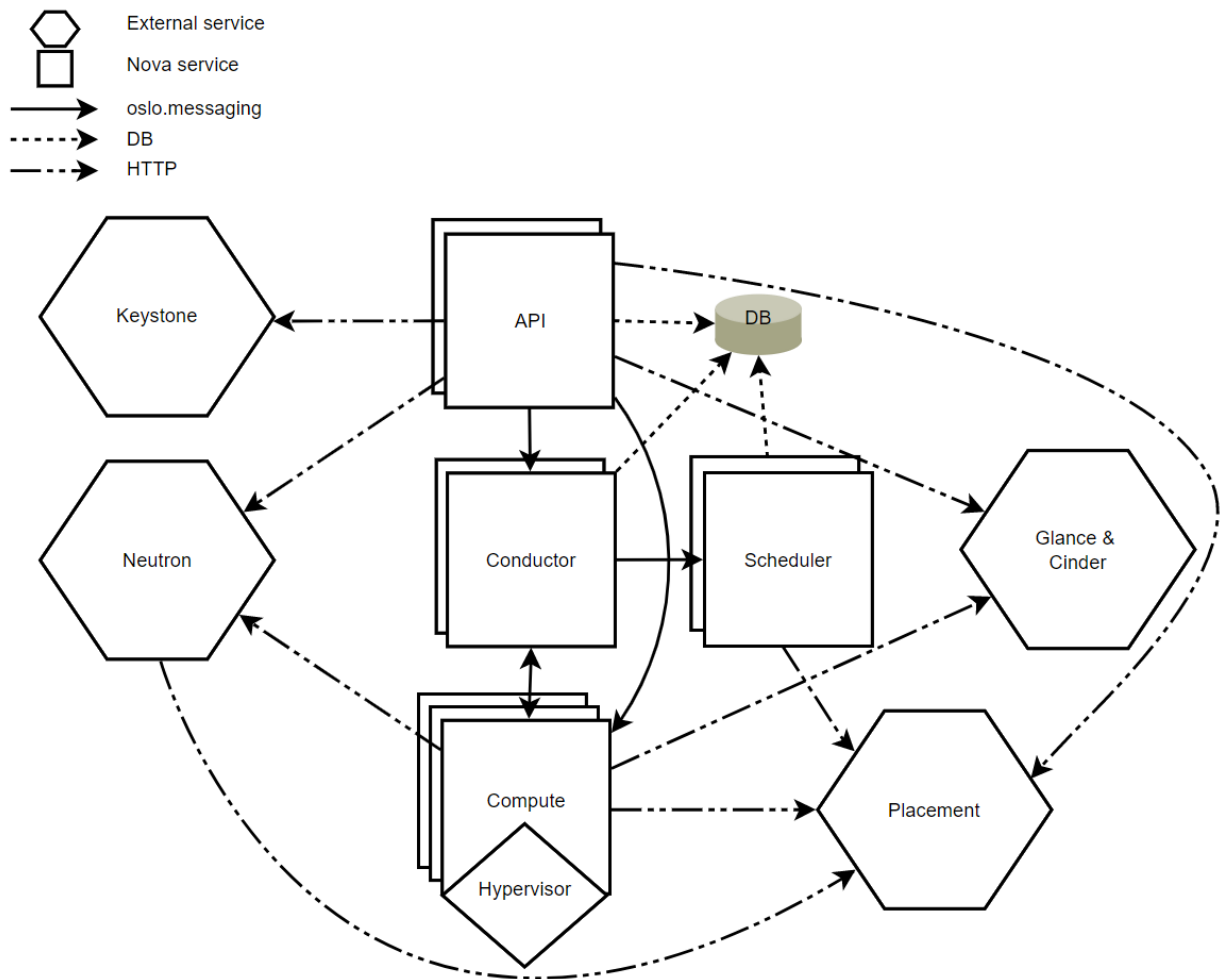 External service
Nova service
oslo.messaging
DB
HTTP
Keystone
API
DB
Neutron
Conductor
Scheduler
Glance &
Cinder
Compute
Placement
Hypervisor